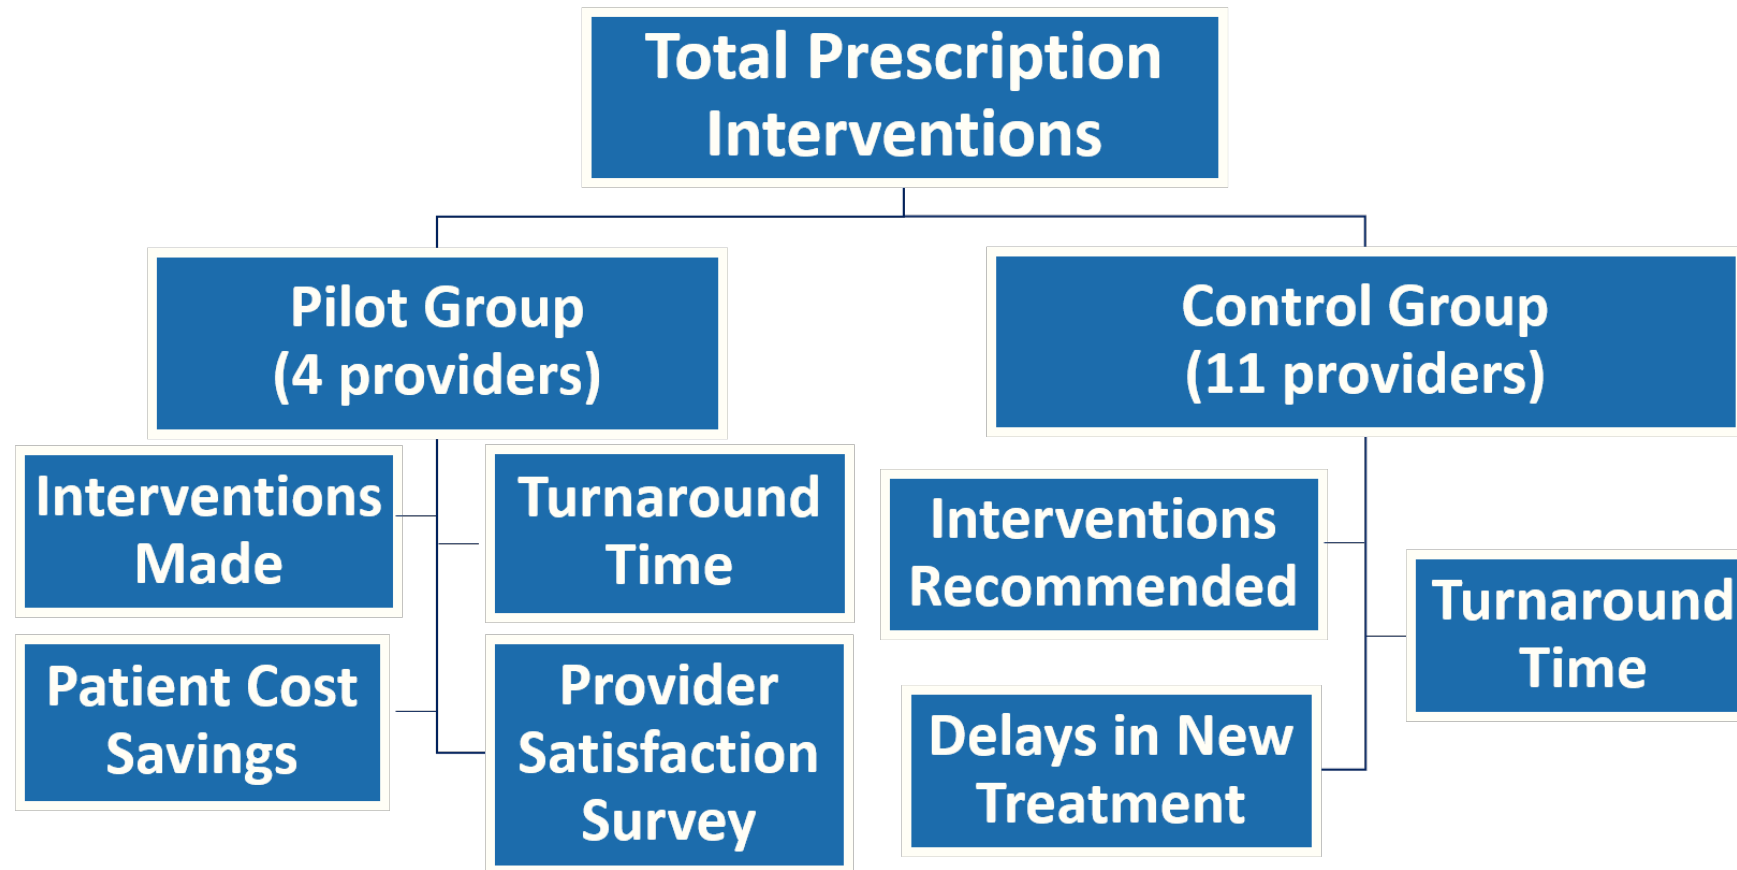 Total Prescription
Interventions
Pilot Group
(4 providers)
Control Group
(11 providers)
Interventions
Made
Turnaround
Time
Patient Cost
Savings
Provider
Satisfaction
Survey
Interventions
Recommended
Turnaround
Time
Delays in New
Treatment